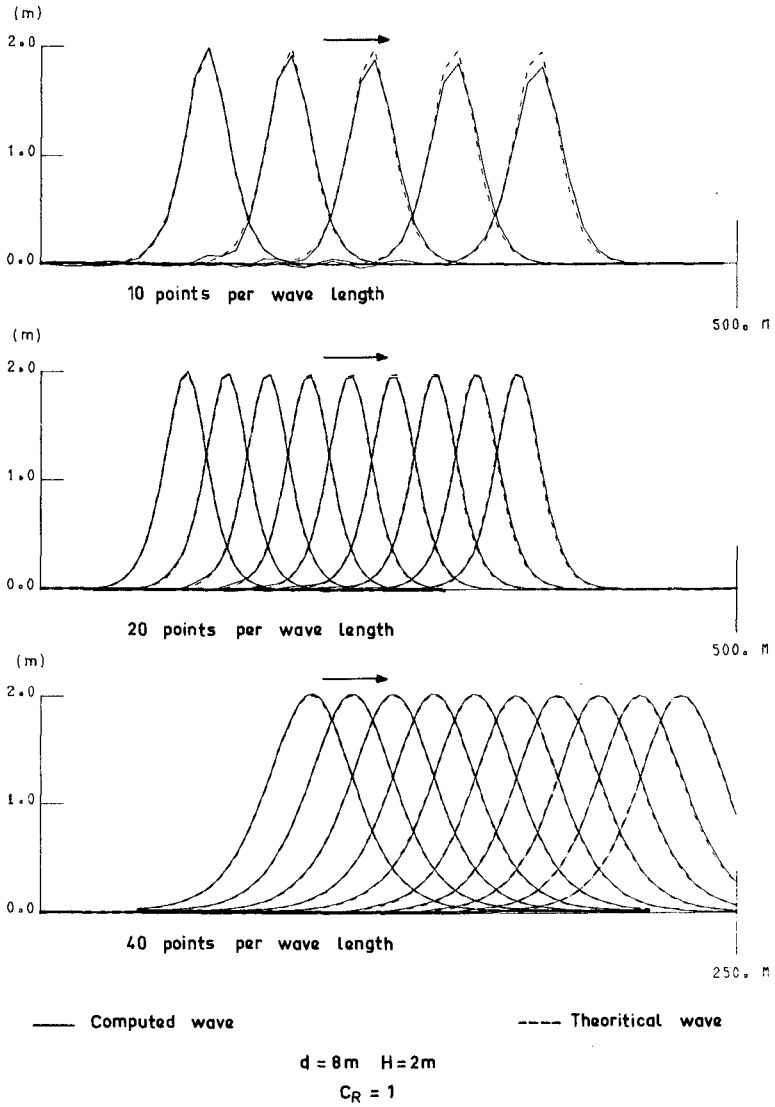 (m)
2.0
1.0
0.0
10 points per wave length
500. M
(m)
2.0
1.0
0.0
20 points per wave length
500. M
(m)
2.0
1.0
0.0
40 points per wave length
250. M
Computed wave
Theoritical wave
d = 8m H = 2m
C_R = 1